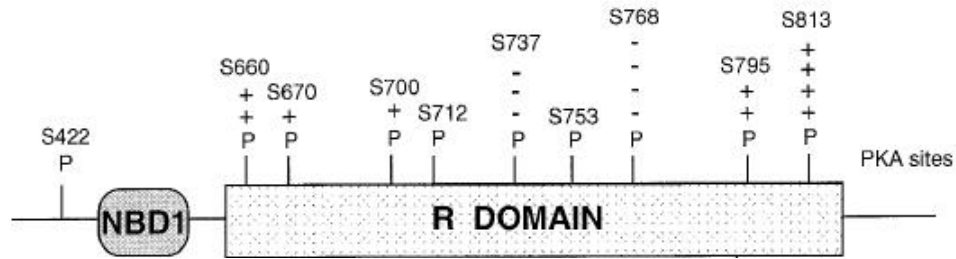 S422
P
S660
+
+
P
S670
+
P
S700
+
P
S712
P
S737
-
-
-
P
S753
P
S768
-
-
-
-
P
S795
+
+
P
S813
+
+
+
+
P
PKA sites
NBD1
R DOMAIN